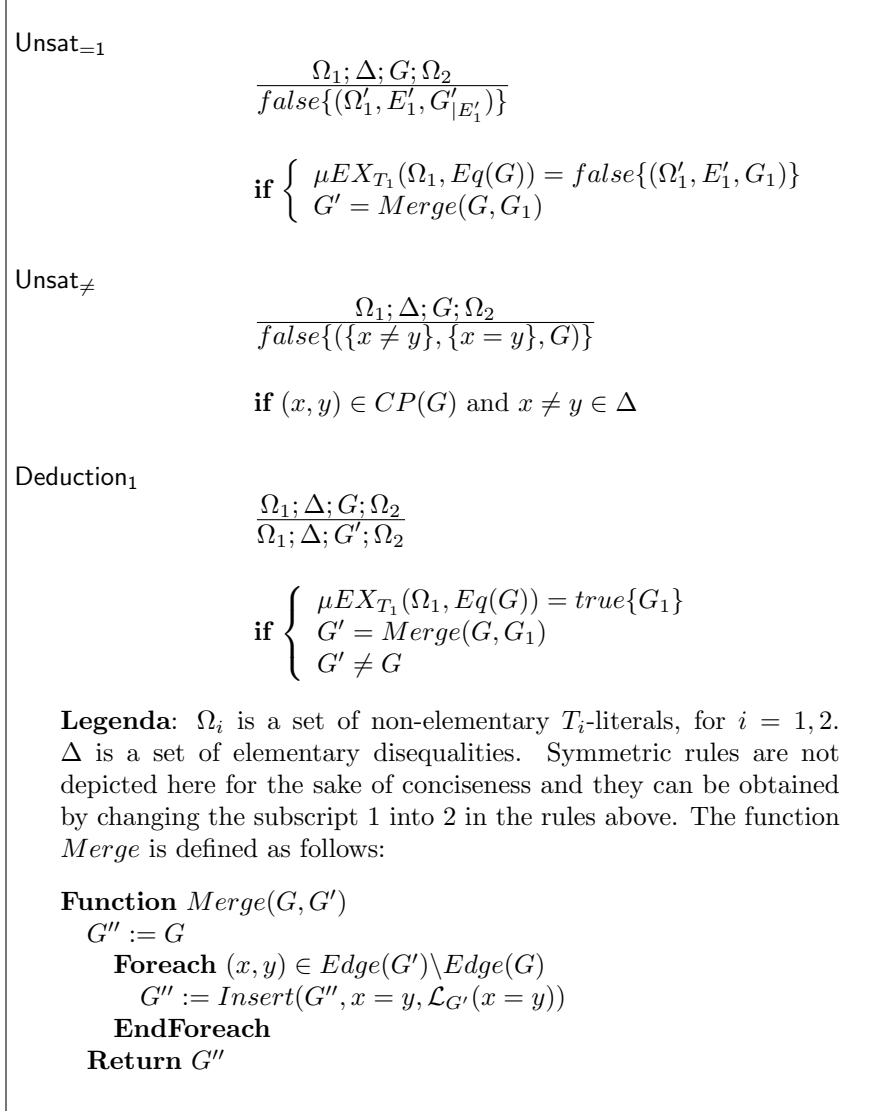 Unsat=1
Ω₁; Δ; G; Ω₂
false{(Ω′₁, E′₁, G′|E′₁)}
if { μEX_T₁(Ω₁, Eq(G)) = false{(Ω′₁, E′₁, G₁)}
G′ = Merge(G, G₁)
Unsat≠
Ω₁; Δ; G; Ω₂
false{({x ≠ y}, {x = y}, G)}
if (x, y) ∈ CP(G) and x ≠ y ∈ Δ
Deduction₁
Ω₁; Δ; G; Ω₂
Ω₁; Δ; G′; Ω₂
if { μEX_T₁(Ω₁, Eq(G)) = true{G₁}
G′ = Merge(G, G₁)
G′ ≠ G
Legenda: Ωᵢ is a set of non-elementary Tᵢ-literals, for i = 1, 2.
Δ is a set of elementary disequalities. Symmetric rules are not
depicted here for the sake of conciseness and they can be obtained
by changing the subscript 1 into 2 in the rules above. The function
Merge is defined as follows:
Function Merge(G, G′)
G′′ := G
Foreach (x, y) ∈ Edge(G′)\Edge(G)
G′′ := Insert(G′′, x = y, ℒ_G′(x = y))
EndForeach
Return G′′